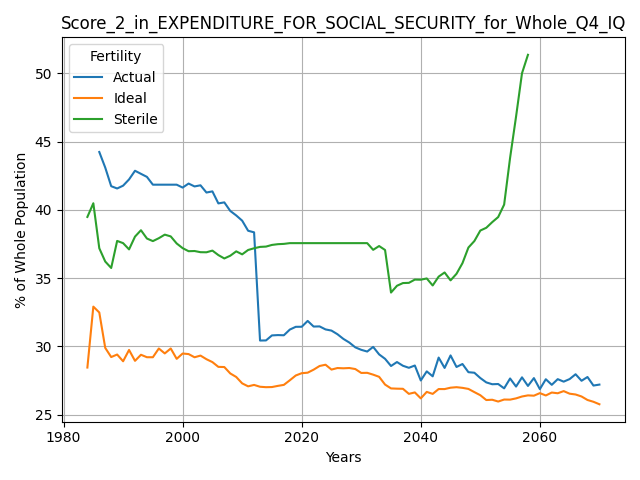 Score_2_in_EXPENDITURE_FOR_SOCIAL_SECURITY_for_Whole_Q4_IQ
Fertility
Actual
Ideal
Sterile
% of Whole Population
50
45
40
35
30
25
1980
2000
2020
2040
2060
Years